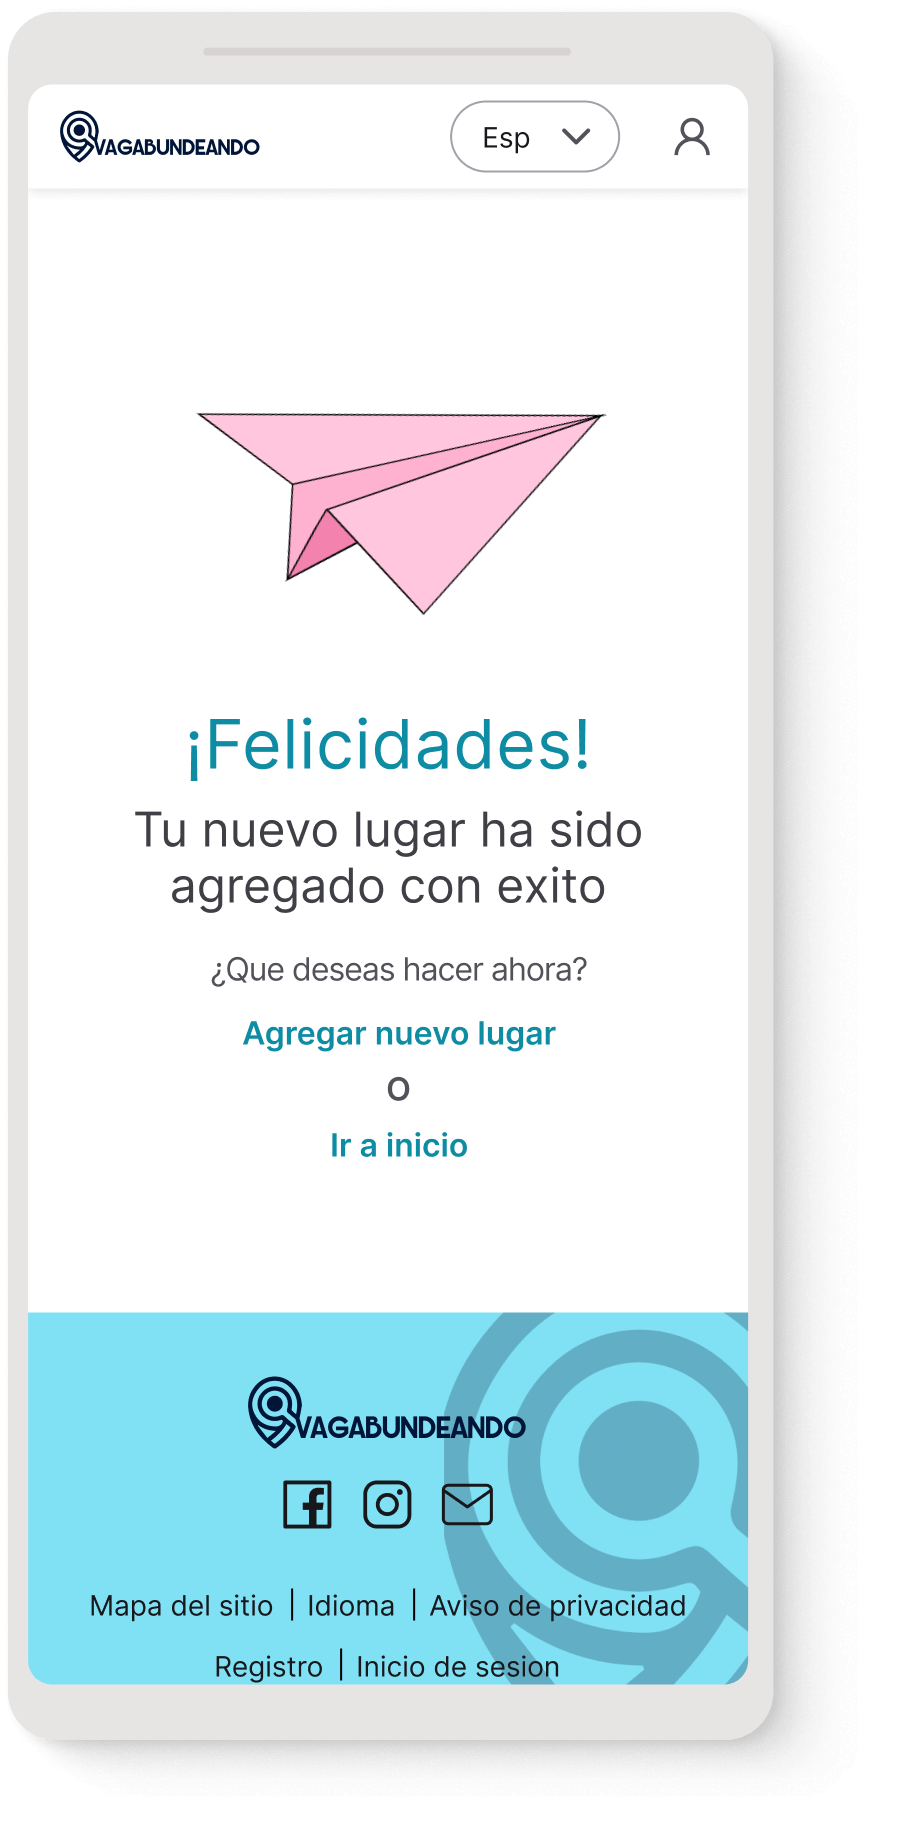 VAGABUNDEANDO
Esp
¡Felicidades!
Tu nuevo lugar ha sido
agregado con exito
¿Que deseas hacer ahora?
Agregar nuevo lugar
O
Ir a inicio
VAGABUNDEANDO
Mapa del sitio | Idioma | Aviso de privacidad
Registro | Inicio de sesion